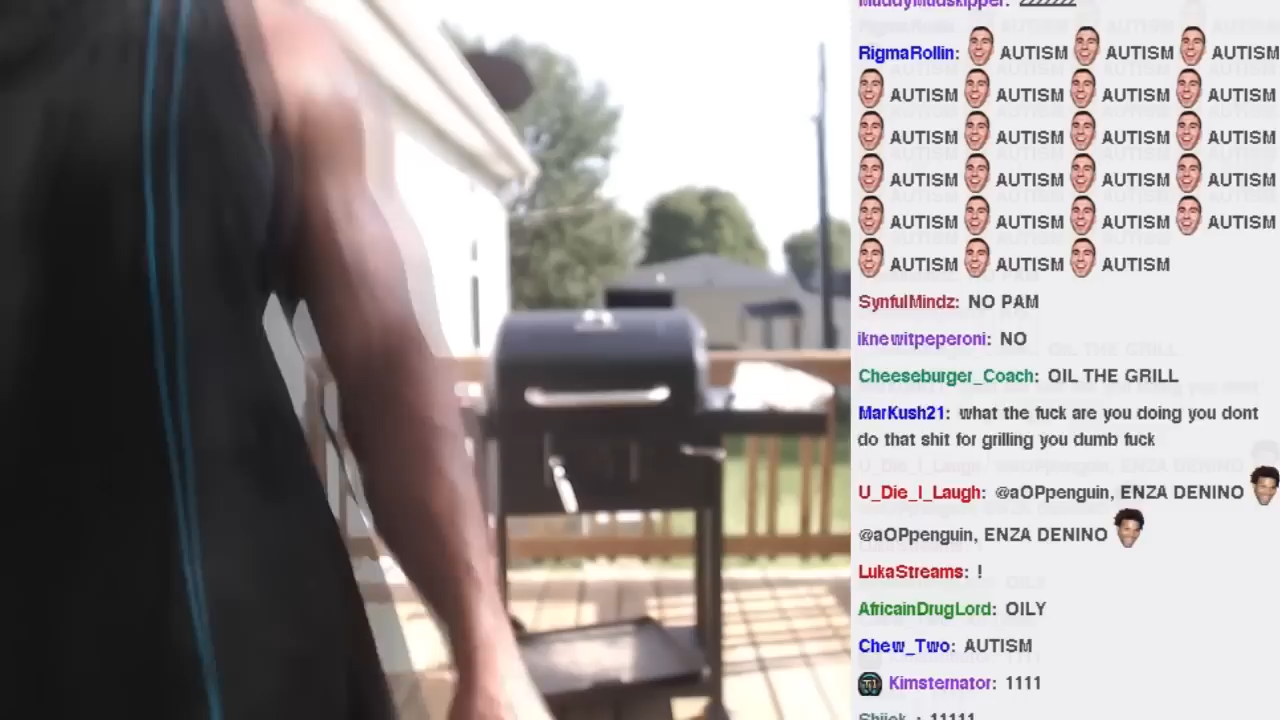 MuddyMudskipper: zzzzzzz
RigmaRollin: AUTISM AUTISM AUTISM
AUTISM AUTISM AUTISM AUTISM
AUTISM AUTISM AUTISM AUTISM
AUTISM AUTISM AUTISM AUTISM
AUTISM AUTISM AUTISM AUTISM
AUTISM AUTISM AUTISM
SynfulMindz: NO PAM
iknewitpeperoni: NO
Cheeseburger_Coach: OIL THE GRILL
MarKush21: what the fuck are you doing you dont
do that shit for grilling you dumb fuck
U_Die_I_Laugh: @aOPpenguin, ENZA DENINO
@aOPpenguin, ENZA DENINO
LukaStreams: !
AfricainDrugLord: OILY
Chew_Two: AUTISM
Kimsternator: 1111
: 11111